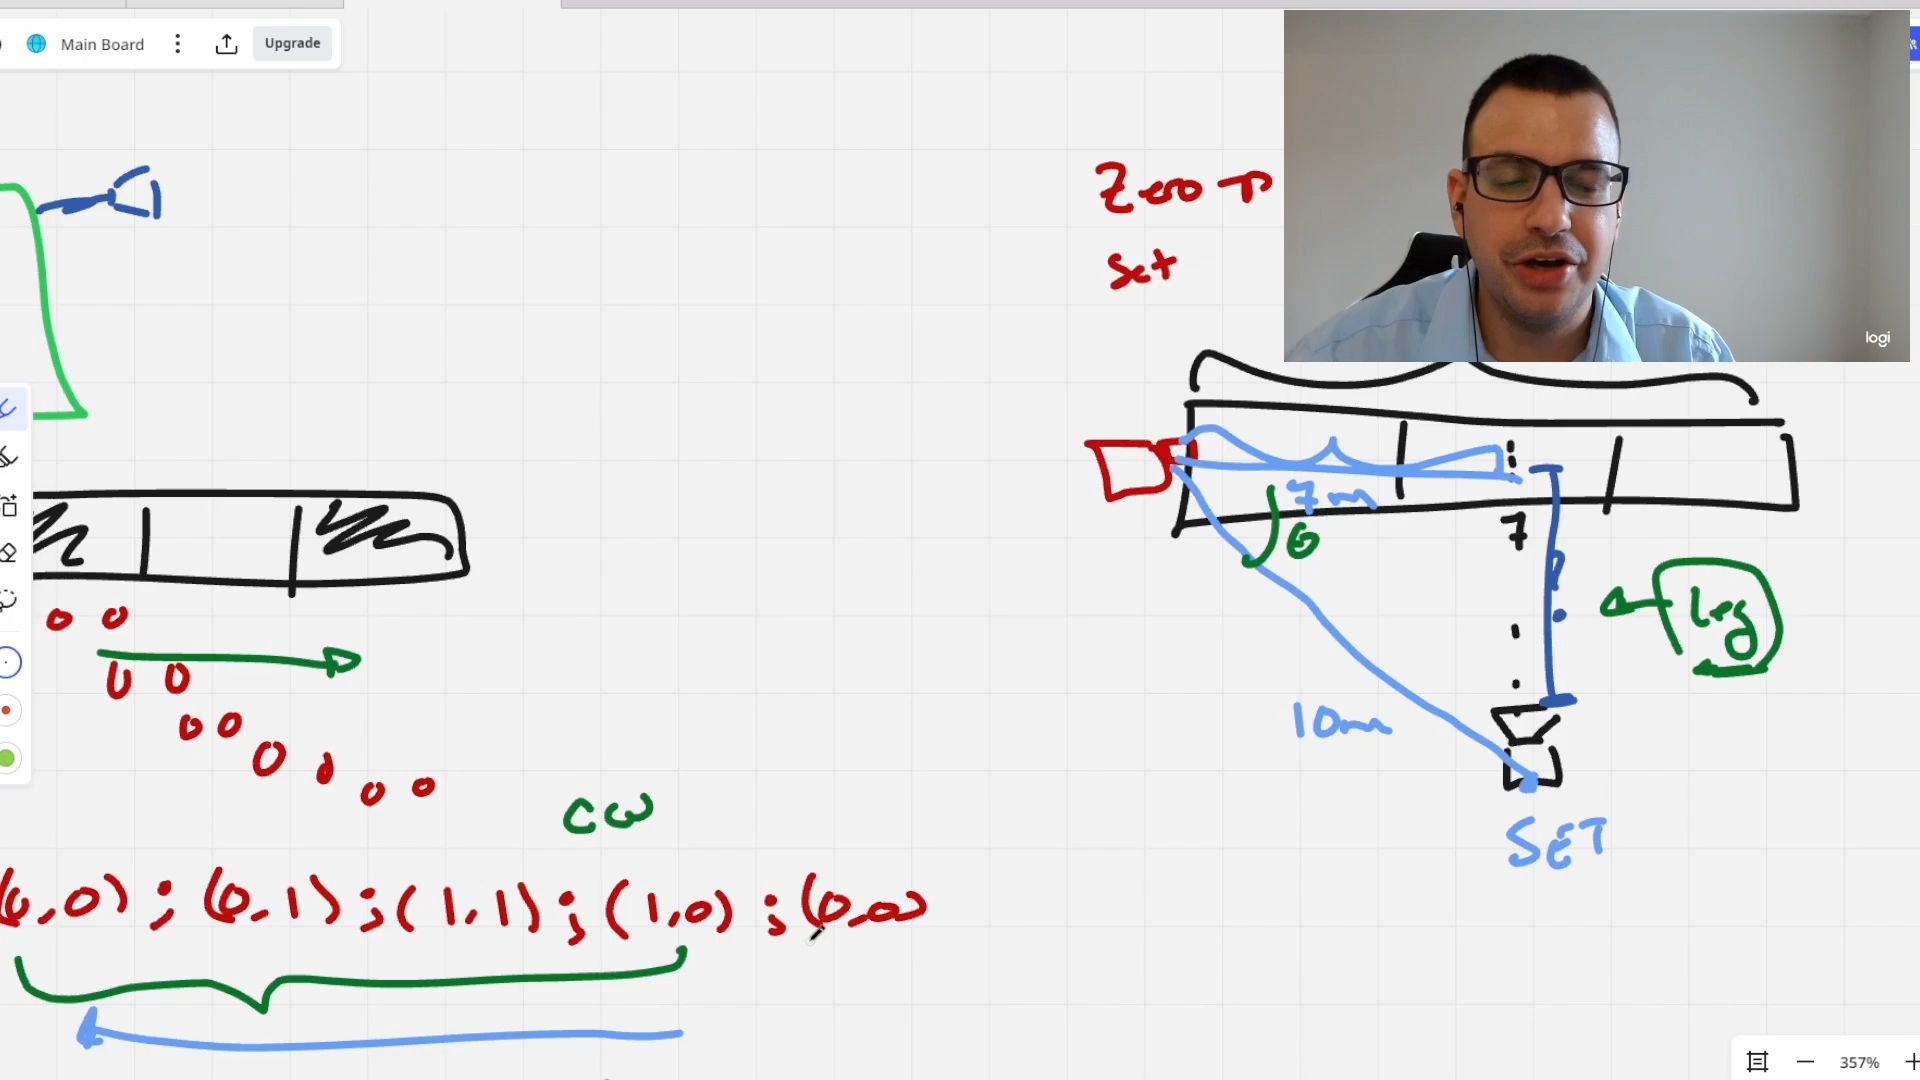 Main Board
Upgrade
Zero
Set
logi
7m
6
7
Leg
10m
CW
SET
(0,0) ; (0,1) ; (1,1) ; (1,0) ; (0,0)
357%